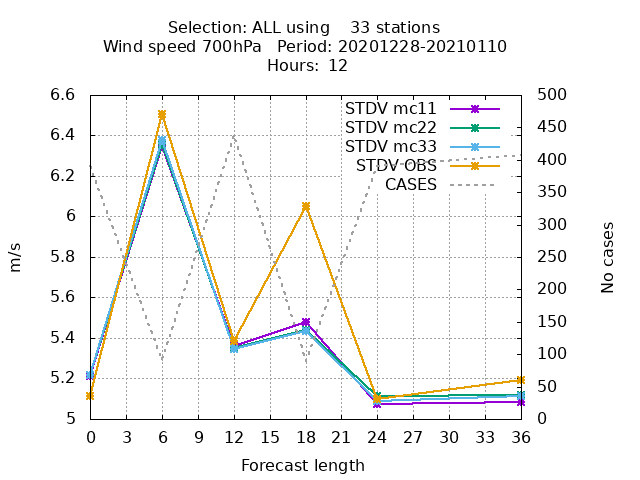 Selection: ALL using    33 stations
Wind speed 700hPa   Period: 20201228-20210110
Hours: 12
6.6
6.4
6.2
6
5.8
5.6
5.4
5.2
5
m/s
500
450
400
350
300
250
200
150
100
50
0
No cases
STDV mc11
STDV mc22
STDV mc33
STDV OBS
CASES
0 3 6 9 12 15 18 21 24 27 30 33 36
Forecast length